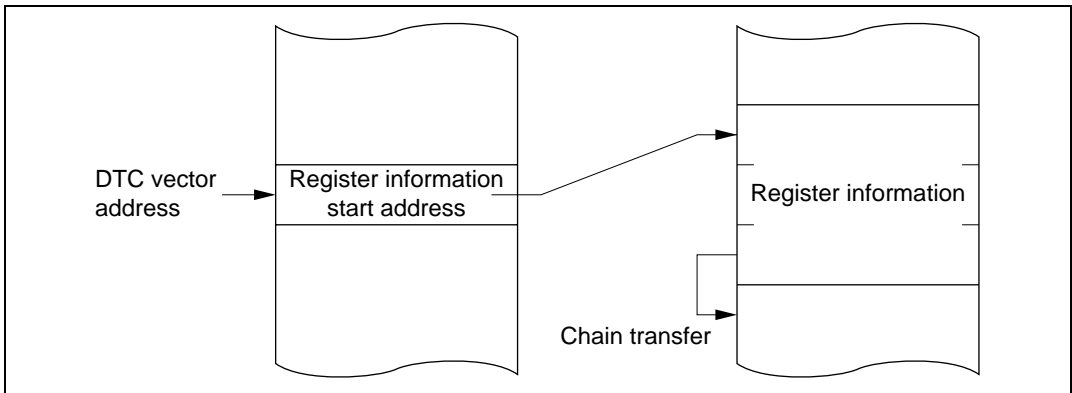 DTC vector
address
Register information
start address
Register information
Chain transfer